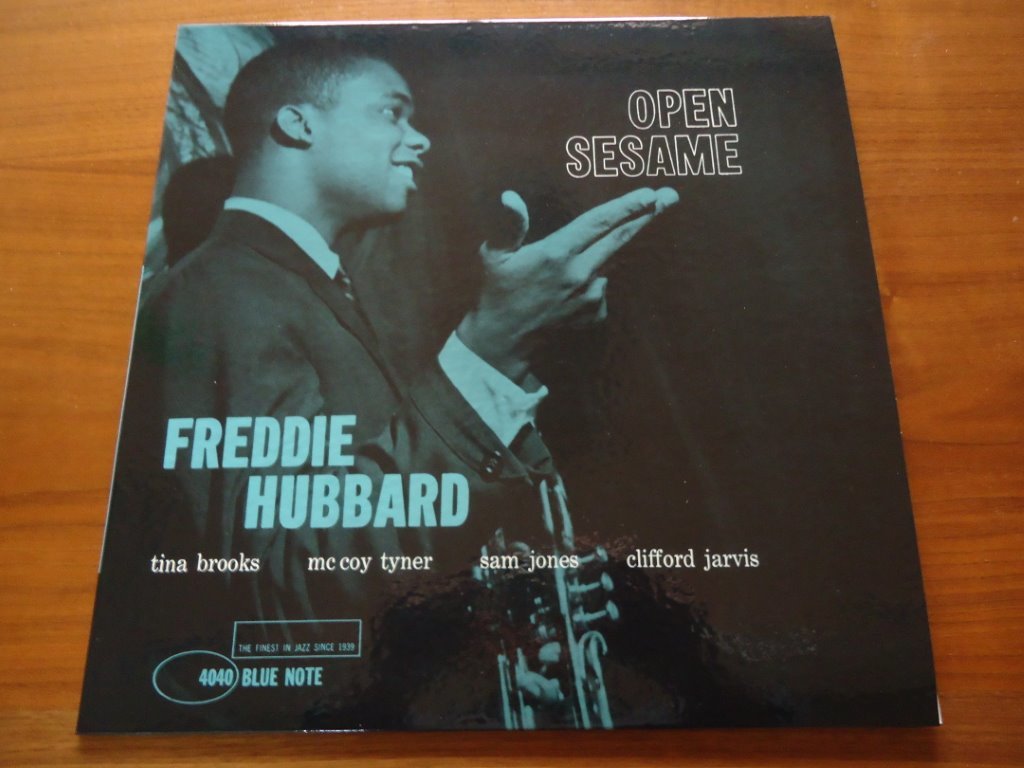 OPEN
SESAME
FREDDIE
HUBBARD
tina brooks mc coy tyner sam jones clifford jarvis
THE FINEST IN JAZZ SINCE 1939
4040 BLUE NOTE